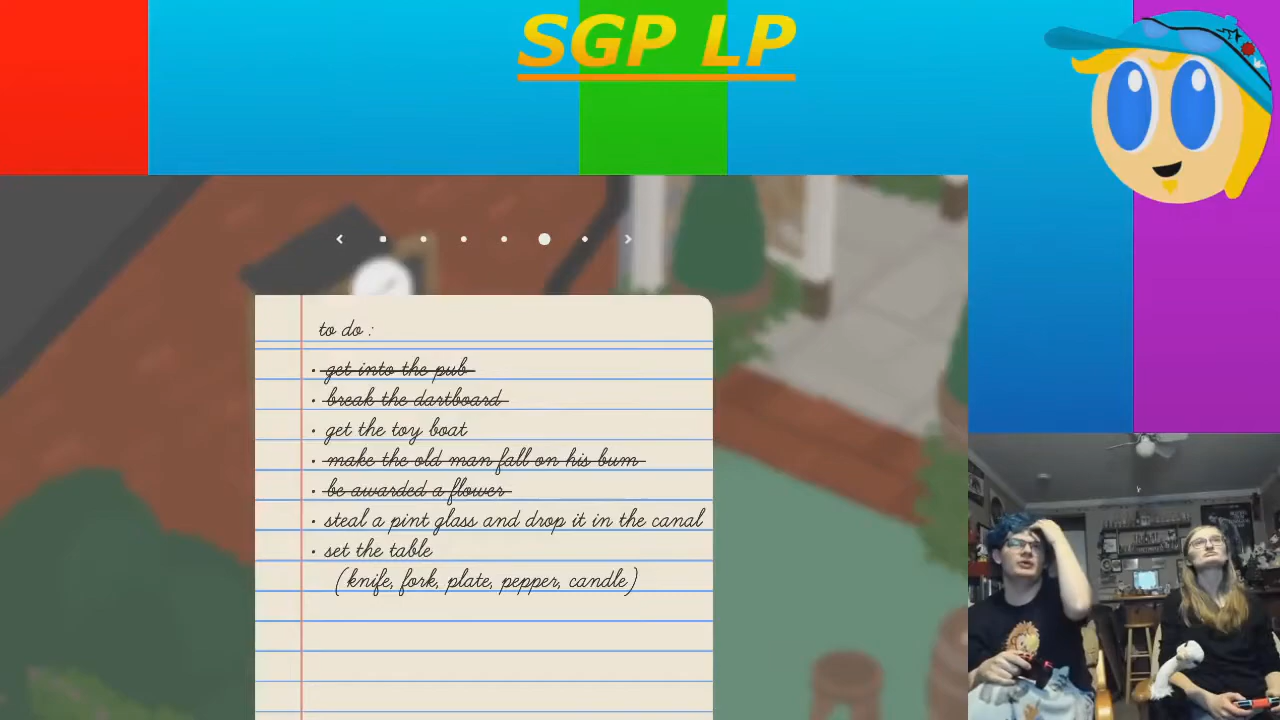 SGP LP
to do :
• get into the pub
• break the dartboard
• get the toy boat
• make the old man fall on his bum
• be awarded a flower
• steal a pint glass and drop it in the canal
• set the table
(knife, fork, plate, pepper, candle)